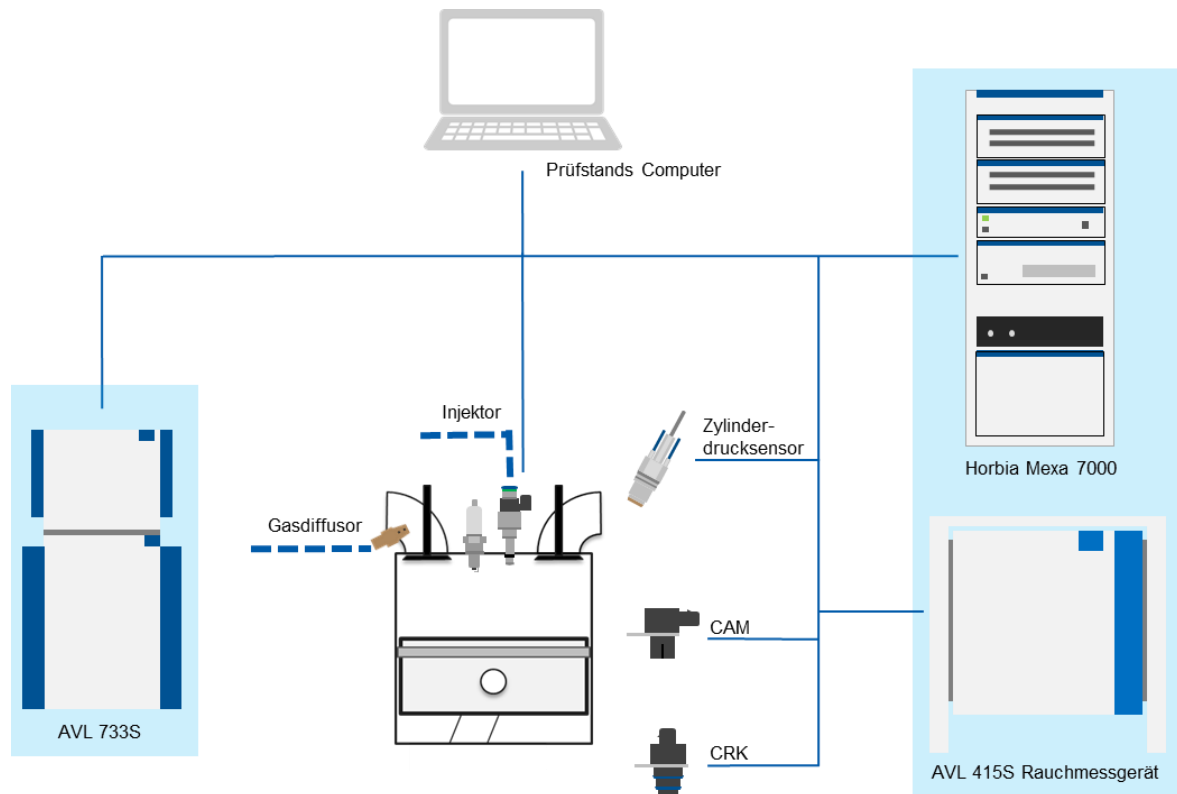 Prüfstands Computer
Injektor
Zylinder-
drucksensor
Horbia Mexa 7000
Gasdiffusor
CAM
AVL 733S
CRK
AVL 415S Rauchmessgerät